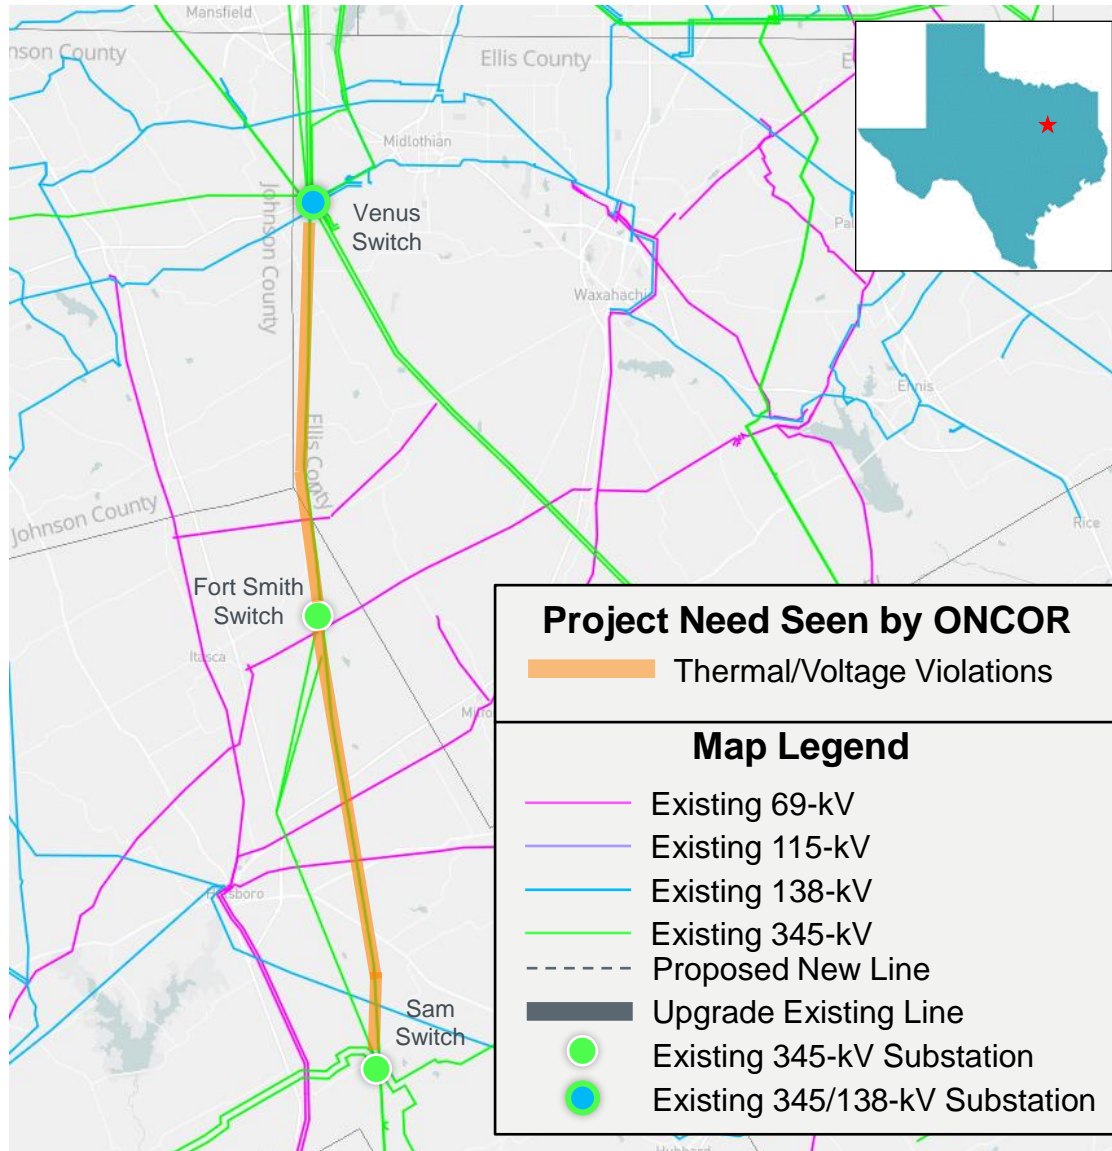 Mansfield
nson County
Ellis County
E
Midlothian
Johnson County
Venus
Switch
Pal
Waxahachi
Ennis
Ellis County
Johnson County
Rice
Fort Smith
Switch
Itasca
Project Need Seen by ONCOR
Thermal/Voltage Violations
Map Legend
Existing 69-kV
Existing 115-kV
Existing 138-kV
Existing 345-kV
Proposed New Line
Upgrade Existing Line
Existing 345-kV Substation
Existing 345/138-kV Substation
Sam
Switch